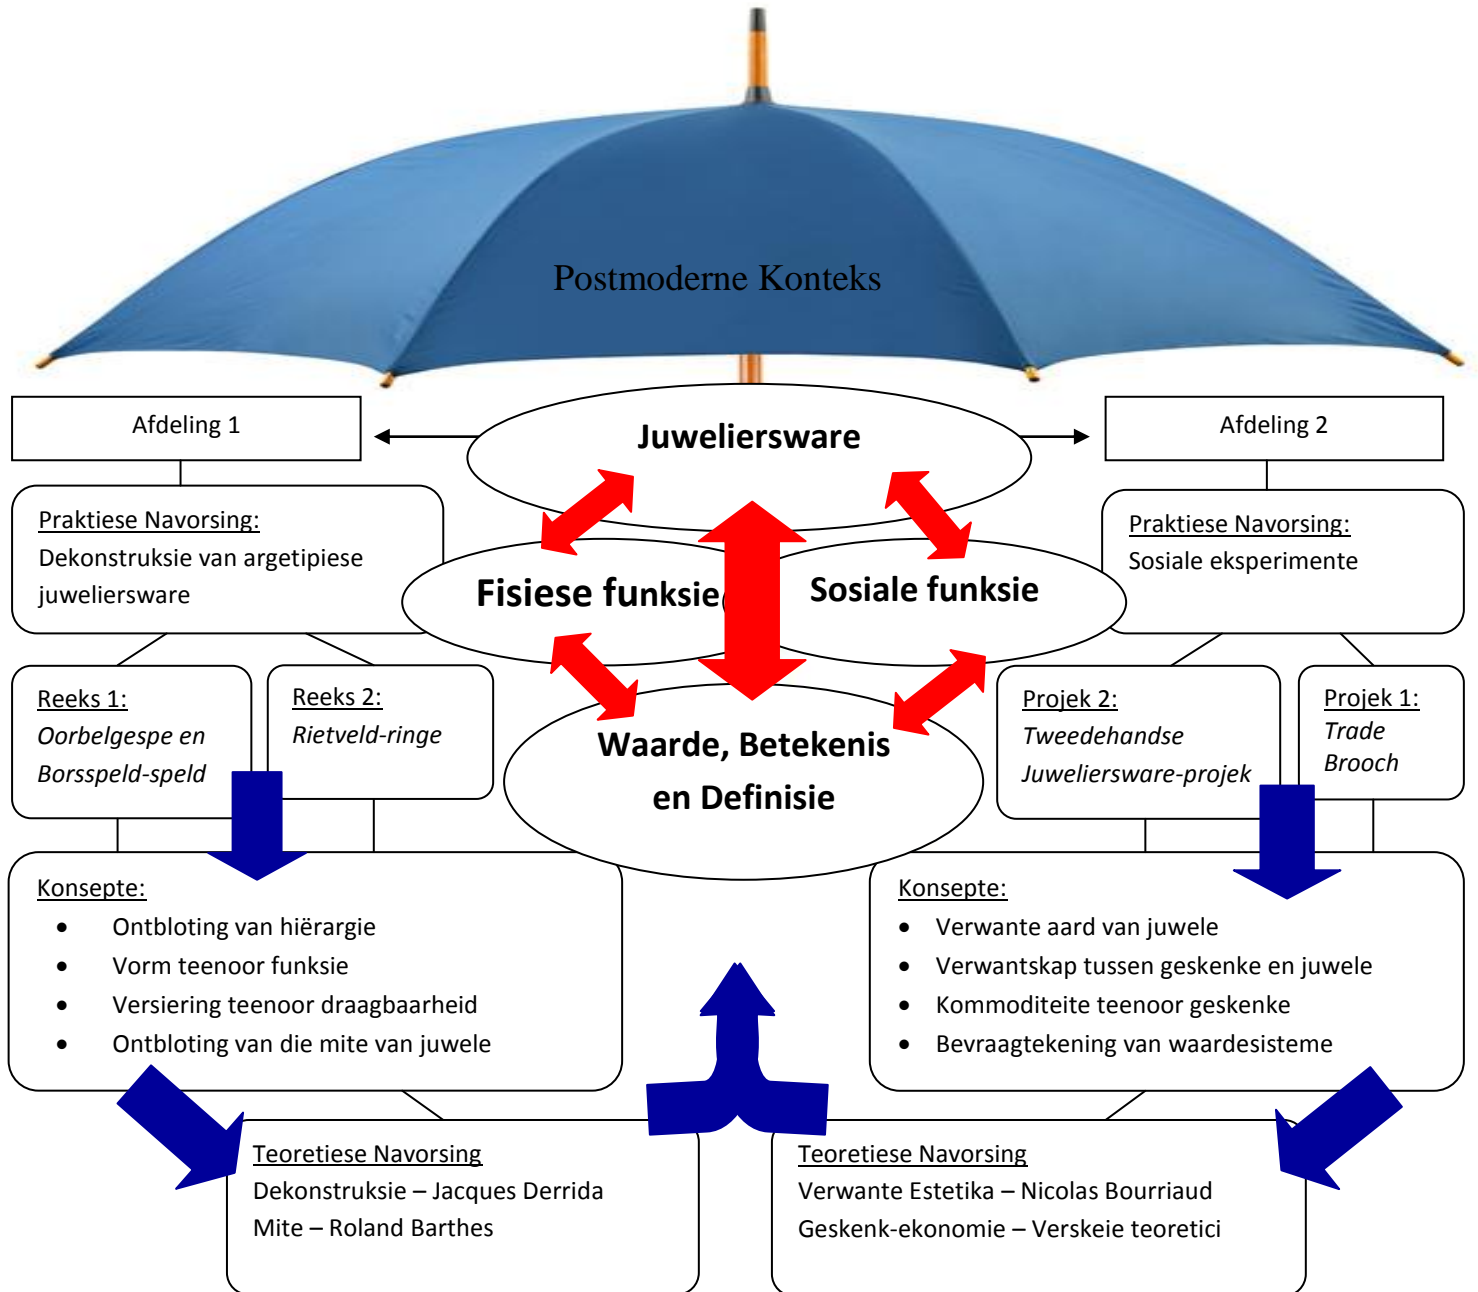 Postmoderne Konteks
Juweliersware
Afdeling 1
Afdeling 2
Fisiese funksie
Sosiale funksie
Waarde, Betekenis
en Definisie
Praktiese Navorsing:
Dekonstruksie van argetipiese
juweliersware
Reeks 1:
Oorbelgespe en
Borsspeld-speld
Reeks 2:
Rietveld-ringe
Konsepte:
• Ontbloting van hiërargie
• Vorm teenoor funksie
• Versiering teenoor draagbaarheid
• Ontbloting van die mite van juwele
Teoretiese Navorsing
Dekonstruksie – Jacques Derrida
Mite – Roland Barthes
Praktiese Navorsing:
Sosiale eksperimente
Projek 2:
Tweedehandse
Juweliersware-projek
Projek 1:
Trade
Brooch
Konsepte:
• Verwante aard van juwele
• Verwantskap tussen geskenke en juwele
• Kommoditeite teenoor geskenke
• Bevraagtekening van waardesisteme
Teoretiese Navorsing
Verwante Estetika – Nicolas Bourriaud
Geskenk-ekonomie – Verskeie teoretici